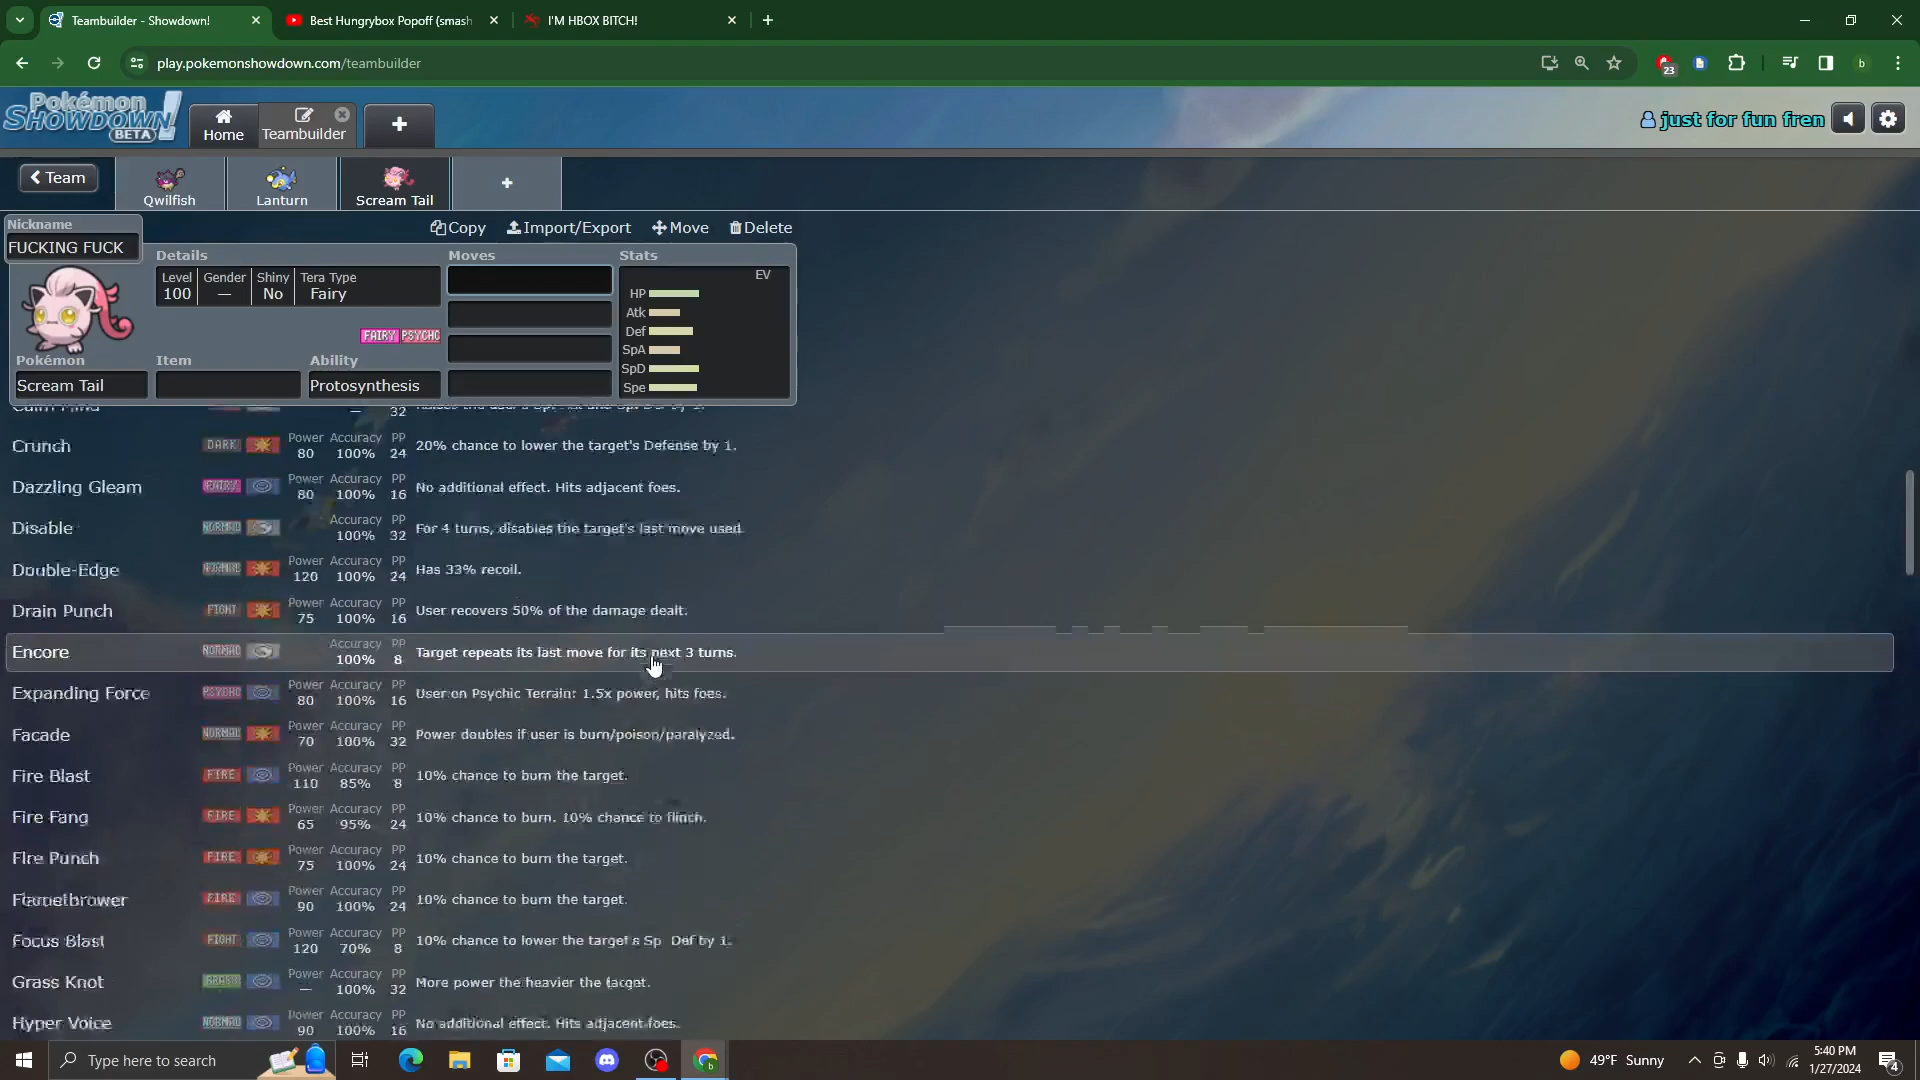 Teambuilder - Showdown!
Best Hungrybox Popoff (smash
I'M HBOX BITCH!
play.pokemonshowdown.com/teambuilder
23
b
Pokémon
SHOWDOWN!
BETA
Home
Teambuilder
just for fun fren
Team
Qwilfish
Lanturn
Scream Tail
Nickname
FUCKING FUCK
Copy
Import/Export
Move
Delete
Details
Moves
Stats
Level
Gender
Shiny
Tera Type
100
—
No
Fairy
EV
HP
Atk
Def
SpA
SpD
Spe
FAIRY PSYCHC
Pokémon
Item
Ability
Scream Tail
Protosynthesis
Calm Mind — 32 Raises the user's Sp. Atk and Sp. Def by 1.
Crunch DARK Power 80 Accuracy 100% PP 24 20% chance to lower the target's Defense by 1.
Dazzling Gleam FAIRY Power 80 Accuracy 100% PP 16 No additional effect. Hits adjacent foes.
Disable NORMAL Accuracy 100% PP 32 For 4 turns, disables the target's last move used.
Double-Edge NORMAL Power 120 Accuracy 100% PP 24 Has 33% recoil.
Drain Punch FIGHT Power 75 Accuracy 100% PP 16 User recovers 50% of the damage dealt.
Encore NORMAL Accuracy 100% PP 8 Target repeats its last move for its next 3 turns.
Expanding Force PSYCHC Power 80 Accuracy 100% PP 16 User on Psychic Terrain: 1.5x power, hits foes.
Facade NORMAL Power 70 Accuracy 100% PP 32 Power doubles if user is burn/poison/paralyzed.
Fire Blast FIRE Power 110 Accuracy 85% PP 8 10% chance to burn the target.
Fire Fang FIRE Power 65 Accuracy 95% PP 24 10% chance to burn. 10% chance to flinch.
Fire Punch FIRE Power 75 Accuracy 100% PP 24 10% chance to burn the target.
Flamethrower FIRE Power 90 Accuracy 100% PP 24 10% chance to burn the target.
Focus Blast FIGHT Power 120 Accuracy 70% PP 8 10% chance to lower the target's Sp. Def by 1.
Grass Knot GRASS Power — Accuracy 100% PP 32 More power the heavier the target.
Hyper Voice NORMAL Power 90 Accuracy 100% PP 16 No additional effect. Hits adjacent foes.
Type here to search
49°F Sunny
5:40 PM
1/27/2024
4